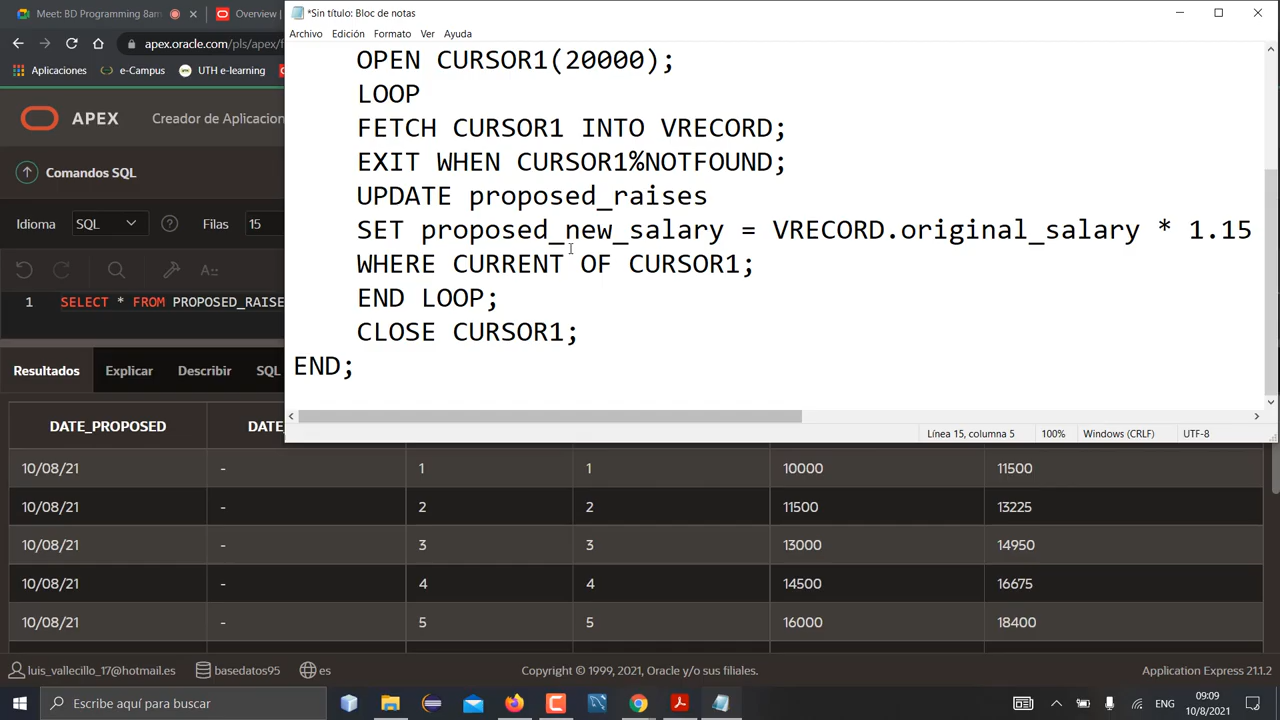 Meet: BD Programming 8am
Overview |
apex.oracle.com/pls/apex/
Aplicaciones
e-Campus
UTH e-learning
APEX
Creador de Aplicacion
Comandos SQL
Idioma
SQL
Filas
15
1 SELECT * FROM PROPOSED_RAISE
*Sin título: Bloc de notas
Archivo Edición Formato Ver Ayuda
OPEN CURSOR1(20000);
LOOP
FETCH CURSOR1 INTO VRECORD;
EXIT WHEN CURSOR1%NOTFOUND;
UPDATE proposed_raises
SET proposed_new_salary = VRECORD.original_salary * 1.15
WHERE CURRENT OF CURSOR1;
END LOOP;
CLOSE CURSOR1;
END;
Línea 15, columna 5 100% Windows (CRLF) UTF-8
Resultados Explicar Describir SQL
DATE_PROPOSED DATE_
10/08/21 - 1 1 10000 11500
10/08/21 - 2 2 11500 13225
10/08/21 - 3 3 13000 14950
10/08/21 - 4 4 14500 16675
10/08/21 - 5 5 16000 18400
luis_vallecillo_17@hotmail.es basedatos95 es Copyright © 1999, 2021, Oracle y/o sus filiales. Application Express 21.1.2
Escribe aquí para buscar
ENG
09:09
10/8/2021